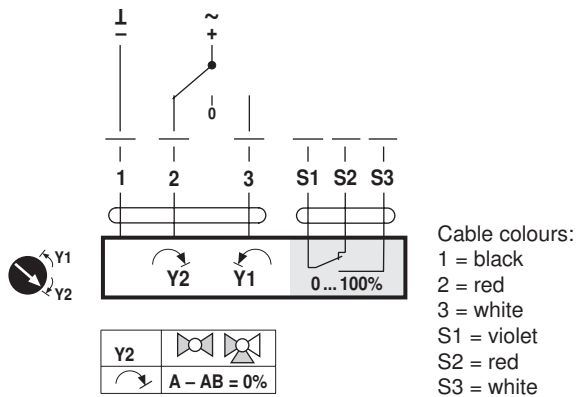 ⊥ ~
– +
0
1 2 3 S1 S2 S3
Y1
Y2
Y2 Y1
0 ... 100%
Cable colours:
1 = black
2 = red
3 = white
S1 = violet
S2 = red
S3 = white
Y2
A – AB = 0%